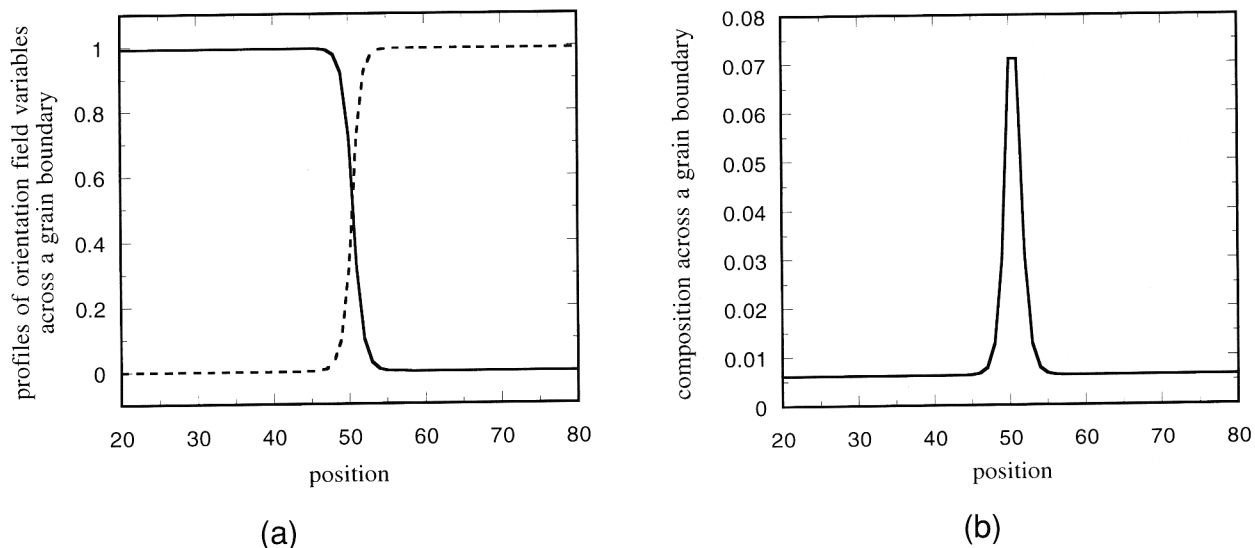 profiles of orientation field variables
across a grain boundary
1
0.8
0.6
0.4
0.2
0
20 30 40 50 60 70 80
position
(a)
composition across a grain boundary
0.08
0.07
0.06
0.05
0.04
0.03
0.02
0.01
0
20 30 40 50 60 70 80
position
(b)